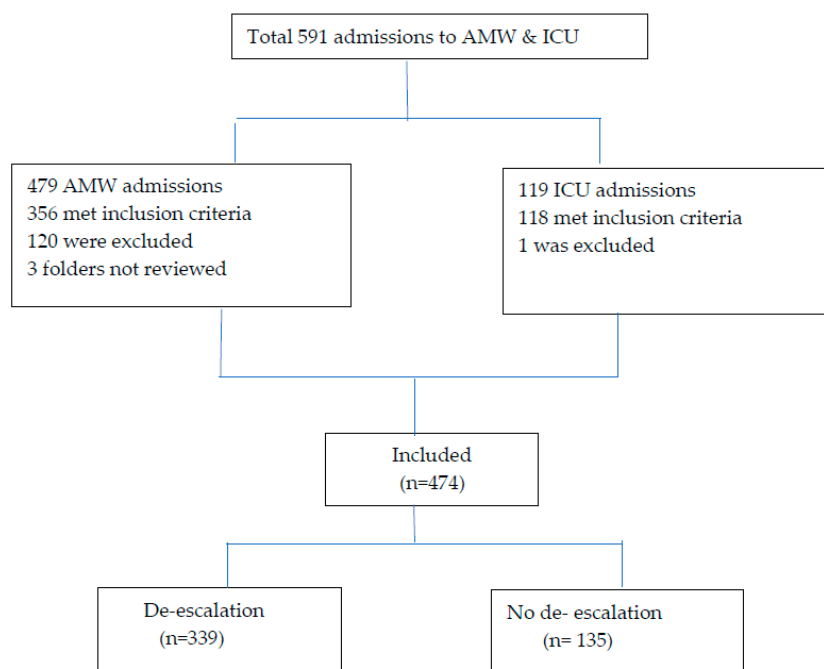 Total 591 admissions to AMW & ICU
479 AMW admissions
356 met inclusion criteria
120 were excluded
3 folders not reviewed
119 ICU admissions
118 met inclusion criteria
1 was excluded
Included
(n=474)
De-escalation
(n=339)
No de- escalation
(n= 135)